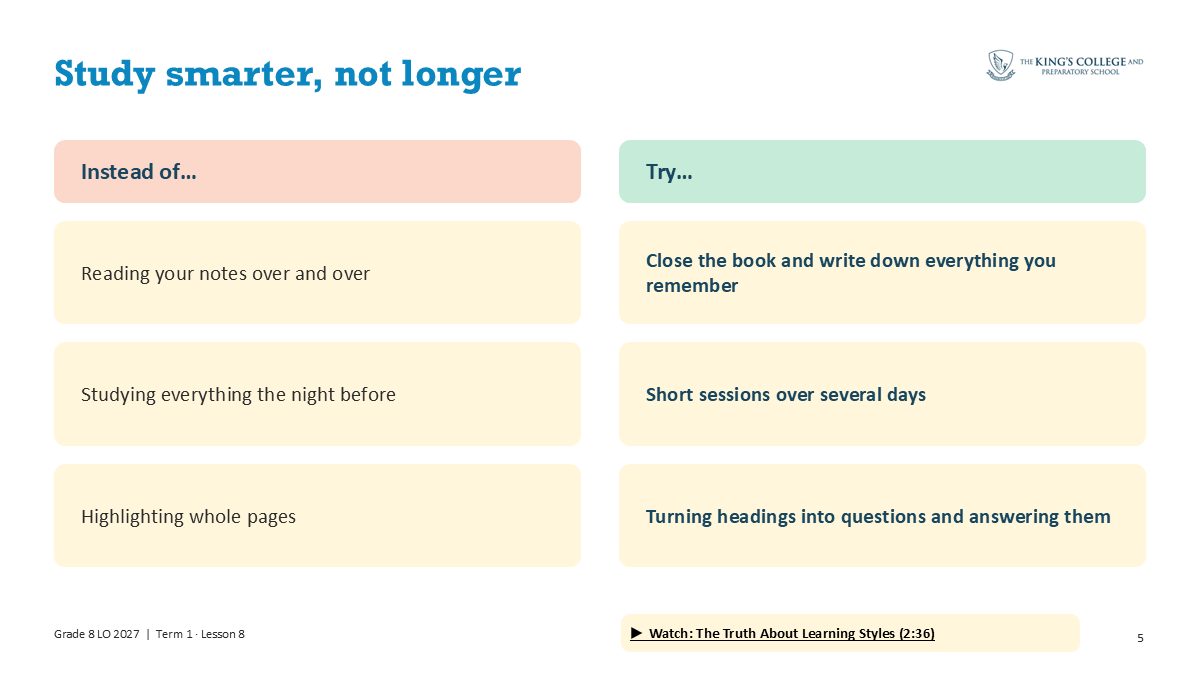 Study smarter, not longer
THE KING'S COLLEGE AND
PREPARATORY SCHOOL
Instead of...
Try...
Reading your notes over and over
Close the book and write down everything you
remember
Studying everything the night before
Short sessions over several days
Highlighting whole pages
Turning headings into questions and answering them
Grade 8 LO 2027 | Term 1 · Lesson 8
▶ Watch: The Truth About Learning Styles (2:36)
5